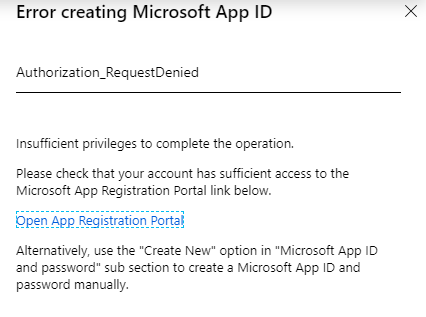 Error creating Microsoft App ID
Authorization_RequestDenied
Insufficient privileges to complete the operation.
Please check that your account has sufficient access to the
Microsoft App Registration Portal link below.
Open App Registration Portal
Alternatively, use the "Create New" option in "Microsoft App ID
and password" sub section to create a Microsoft App ID and
password manually.